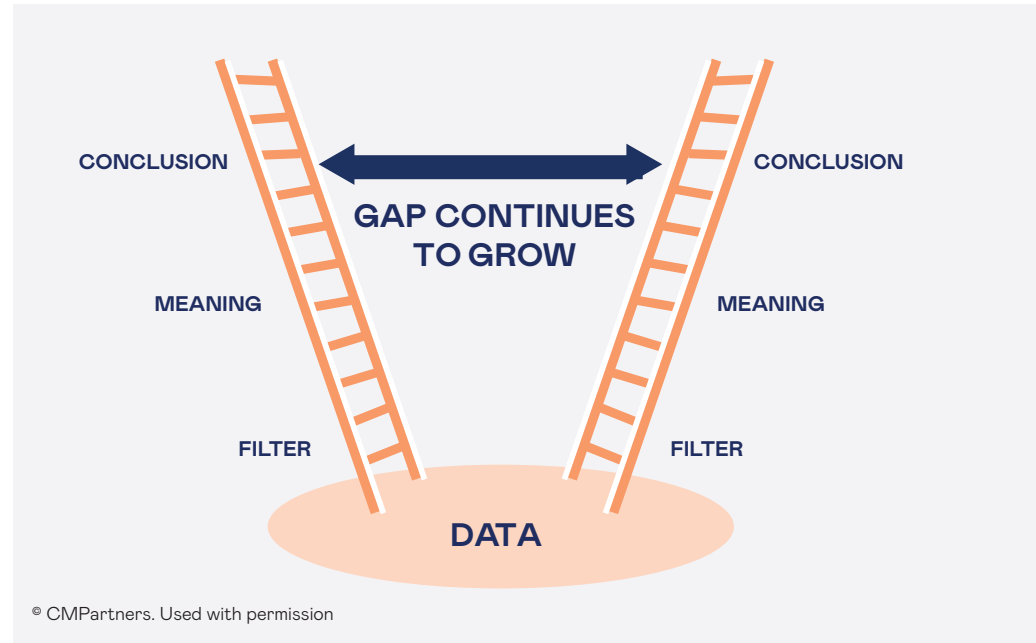 CONCLUSION
CONCLUSION
GAP CONTINUES
TO GROW
MEANING
MEANING
FILTER
FILTER
DATA
© CMPartners. Used with permission